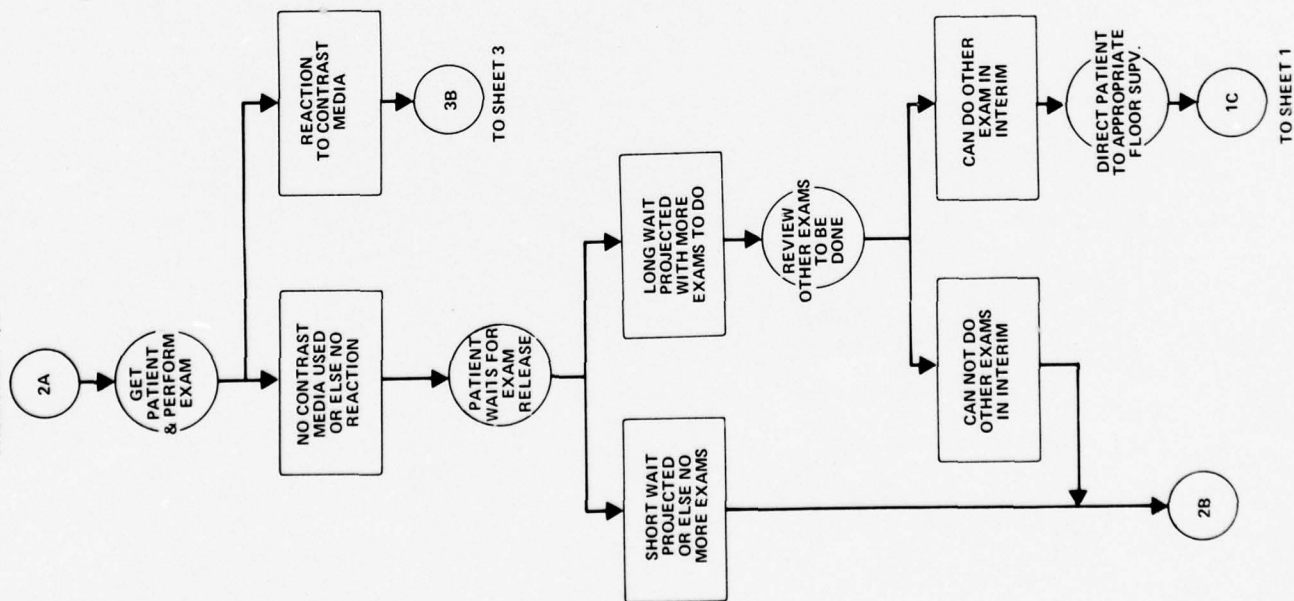 2A
GET
PATIENT
& PERFORM
EXAM
NO CONTRAST
MEDIA USED
OR ELSE NO
REACTION
REACTION
TO CONTRAST
MEDIA
3B
TO SHEET 3
PATIENT
WAITS FOR
EXAM
RELEASE
SHORT WAIT
PROJECTED
OR ELSE NO
MORE EXAMS
LONG WAIT
PROJECTED
WITH MORE
EXAMS TO DO
REVIEW
OTHER EXAMS
TO BE
DONE
CAN NOT DO
OTHER EXAMS
IN INTERIM
CAN DO OTHER
EXAM IN
INTERIM
DIRECT PATIENT
TO APPROPRIATE
FLOOR SUPV.
1C
TO SHEET 1
2B